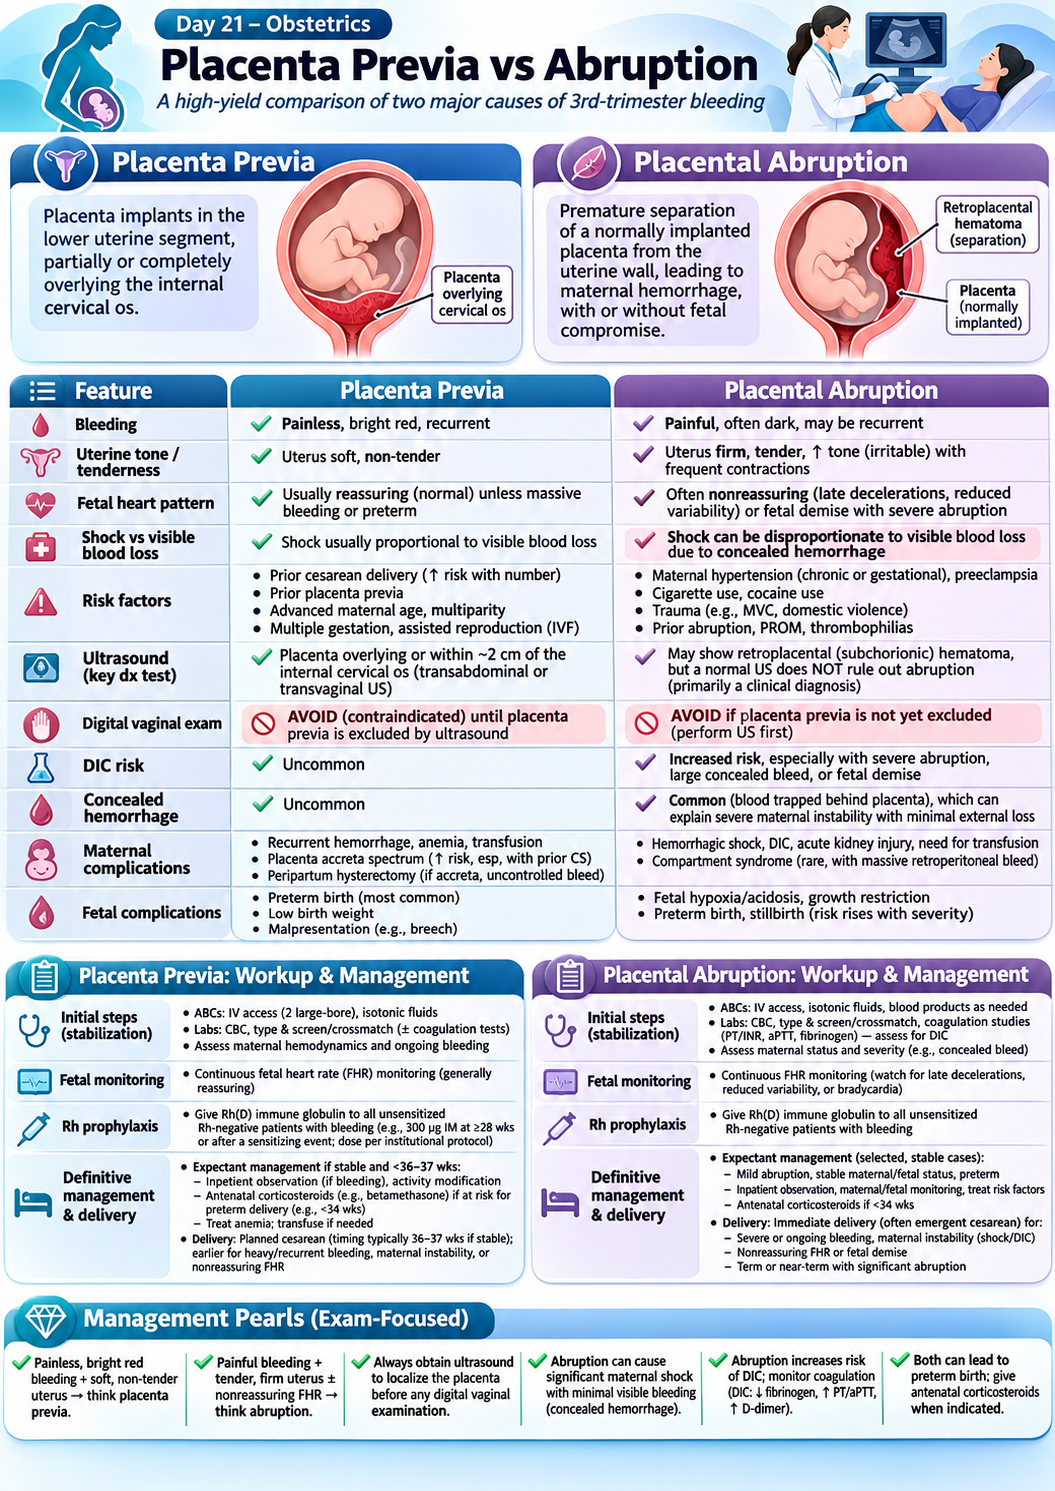 Day 21 – Obstetrics
Placenta Previa vs Abruption
A high-yield comparison of two major causes of 3rd-trimester bleeding
Placenta Previa
Placenta implants in the
lower uterine segment,
partially or completely
overlying the internal
cervical os.
Placenta
overlying
cervical os
Placental Abruption
Premature separation
of a normally implanted
placenta from the
uterine wall, leading to
maternal hemorrhage,
with or without fetal
compromise.
Retroplacental
hematoma
(separation)
Placenta
(normally
implanted)
Feature
Placenta Previa
Placental Abruption
Bleeding
Painless, bright red, recurrent
Painful, often dark, may be recurrent
Uterine tone /
tenderness
Uterus soft, non-tender
Uterus firm, tender, ↑ tone (irritable) with
frequent contractions
Fetal heart pattern
Usually reassuring (normal) unless massive
bleeding or preterm
Often nonreassuring (late decelerations, reduced
variability) or fetal demise with severe abruption
Shock vs visible
blood loss
Shock usually proportional to visible blood loss
Shock can be disproportionate to visible blood loss
due to concealed hemorrhage
Risk factors
• Prior cesarean delivery (↑ risk with number)
• Prior placenta previa
• Advanced maternal age, multiparity
• Multiple gestation, assisted reproduction (IVF)
• Maternal hypertension (chronic or gestational), preeclampsia
• Cigarette use, cocaine use
• Trauma (e.g., MVC, domestic violence)
• Prior abruption, PROM, thrombophilias
Ultrasound
(key dx test)
Placenta overlying or within ~2 cm of the
internal cervical os (transabdominal or
transvaginal US)
May show retroplacental (subchorionic) hematoma,
but a normal US does NOT rule out abruption
(primarily a clinical diagnosis)
Digital vaginal exam
AVOID (contraindicated) until placenta
previa is excluded by ultrasound
AVOID if placenta previa is not yet excluded
(perform US first)
DIC risk
Uncommon
Increased risk, especially with severe abruption,
large concealed bleed, or fetal demise
Concealed
hemorrhage
Uncommon
Common (blood trapped behind placenta), which can
explain severe maternal instability with minimal external loss
Maternal
complications
• Recurrent hemorrhage, anemia, transfusion
• Placenta accreta spectrum (↑ risk, esp, with prior CS)
• Peripartum hysterectomy (if accreta, uncontrolled bleed)
• Hemorrhagic shock, DIC, acute kidney injury, need for transfusion
• Compartment syndrome (rare, with massive retroperitoneal bleed)
Fetal complications
• Preterm birth (most common)
• Low birth weight
• Malpresentation (e.g., breech)
• Fetal hypoxia/acidosis, growth restriction
• Preterm birth, stillbirth (risk rises with severity)
Placenta Previa: Workup & Management
Initial steps
(stabilization)
• ABCs: IV access (2 large-bore), isotonic fluids
• Labs: CBC, type & screen/crossmatch (± coagulation tests)
• Assess maternal hemodynamics and ongoing bleeding
Fetal monitoring
• Continuous fetal heart rate (FHR) monitoring (generally
reassuring)
Rh prophylaxis
• Give Rh(D) immune globulin to all unsensitized
Rh-negative patients with bleeding (e.g., 300 µg IM at ≥28 wks
or after a sensitizing event; dose per institutional protocol)
Definitive
management
& delivery
• Expectant management if stable and <36–37 wks:
– Inpetient observation (if bleeding), activity modification
– Antenatal corticosteroids (e.g., betamethasone) if at risk for
preterm delivery (e.g., <34 wks)
– Treat anemia; transfuse if needed
• Delivery: Planned cesarean (timing typically 36–37 wks if stable);
earlier for heavy/recurrent bleeding, maternal instability, or
nonreassuring FHR
Placental Abruption: Workup & Management
Initial steps
(stabilization)
• ABCs: IV access, isotonic fluids, blood products as needed
• Labs: CBC, type & screen/crossmatch, coagulation studies
(PT/INR, aPTT, fibrinogen) — assess for DIC
• Assess maternal status and severity (e.g., concealed bleed)
Fetal monitoring
• Continuous FHR monitoring (watch for late decelerations,
reduced variability, or bradycardia)
Rh prophylaxis
• Give Rh(D) immune globulin to all unsensitized
Rh-negative patients with bleeding
Definitive
management
& delivery
• Expectant management (selected, stable cases):
– Mild abruption, stable maternal/fetal status, preterm
– Inpatient observation, maternal/fetal monitoring, treat risk factors
– Antenatal corticosteroids if <34 wks
• Delivery: Immediate delivery (often emergent cesarean) for:
– Severe or ongoing bleeding, maternal instability (shock/DIC)
– Nonreassuring FHR or fetal demise
– Term or near-term with significant abruption
Management Pearls (Exam-Focused)
Painless, bright red
bleeding + soft, non-tender
uterus → think placenta
previa.
Painful bleeding +
tender, firm uterus ±
nonreassuring FHR →
think abruption.
Always obtain ultrasound
to localize the placenta
before any digital vaginal
examination.
Abruption can cause
significant maternal shock
with minimal visible bleeding
(concealed hemorrhage).
Abruption increases risk
of DIC; monitor coagulation
(DIC: ↓ fibrinogen, ↑ PT/aPTT,
↑ D-dimer).
Both can lead to
preterm birth; give
antenatal corticosteroids
when indicated.